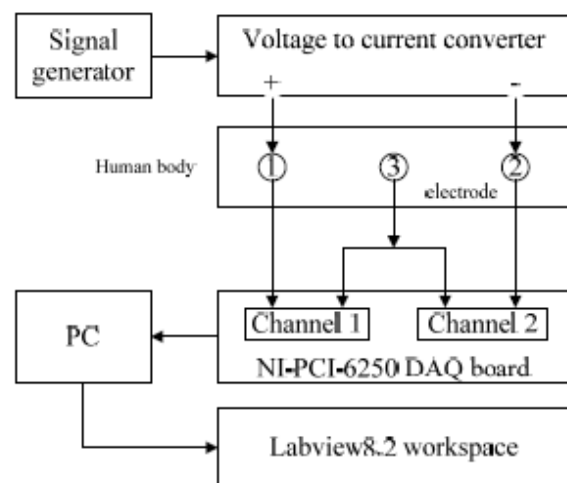 Signal
generator
Voltage to current converter
+ -
Human body
① ③ ②
electrode
Channel 1
Channel 2
PC
NI-PCI-6250 DAQ board
Labview8.2 workspace